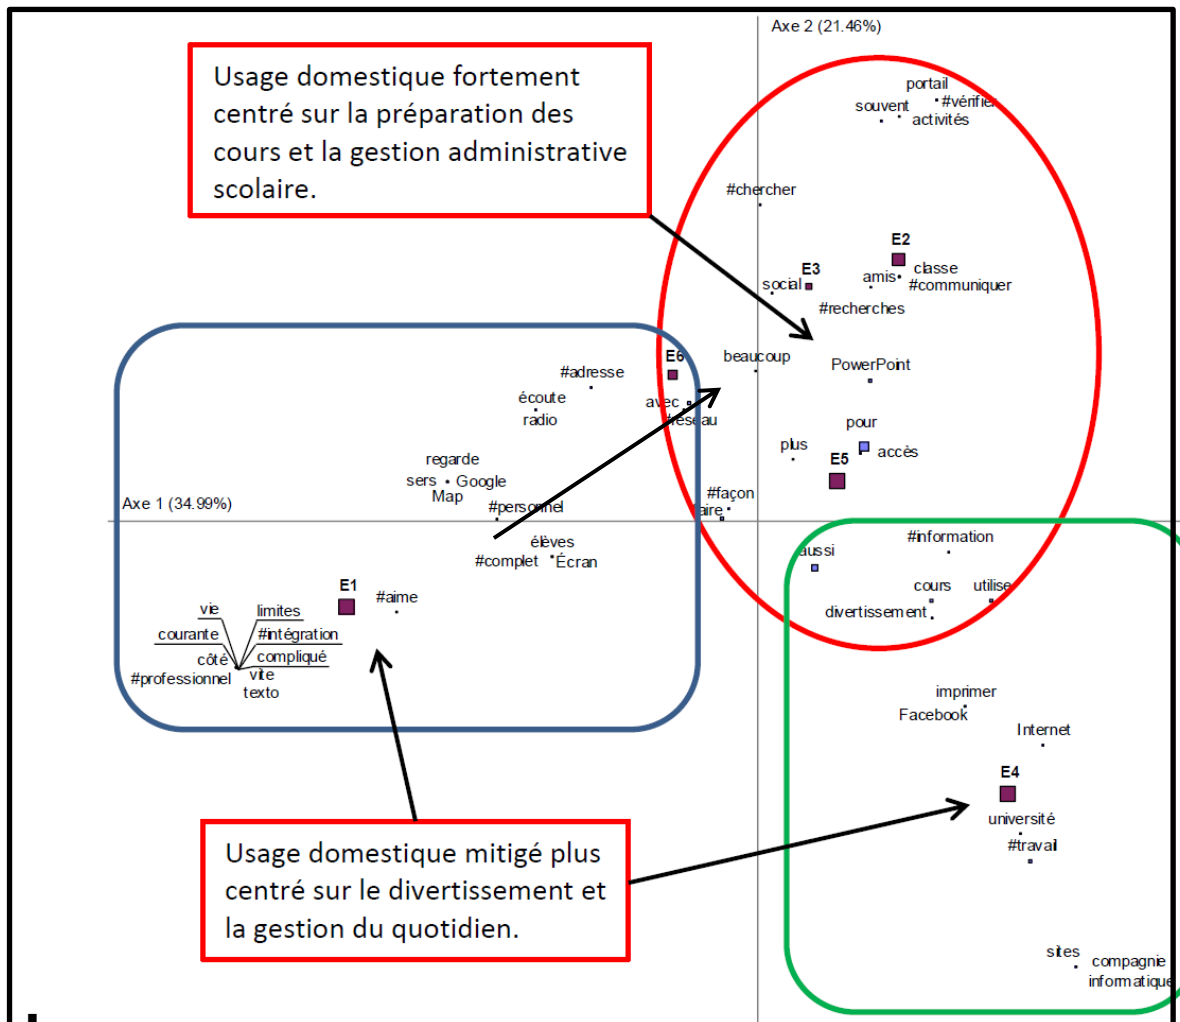 Axe 2 (21.46%)
Usage domestique fortement
centré sur la préparation des
cours et la gestion administrative
scolaire.
portail
#vérifier
souvent
activités
#chercher
E2
E3
classe
amis
#communiquer
social
#recherches
beaucoup
PowerPoint
E6
#adresse
écoute
radio
avec
#réseau
pour
plus
accès
E5
regarde
sers
Google
Map
#façon
faire
Axe 1 (34.99%)
#personnel
élèves
#complet
Écran
aussi
#information
cours
utilise
divertissement
E1
#aime
vie
limites
courante
#intégration
côté
compliqué
#professionnel
vite
texto
imprimer
Facebook
Internet
E4
université
#travail
Usage domestique mitigé plus
centré sur le divertissement et
la gestion du quotidien.
sites
compagnie
informatique